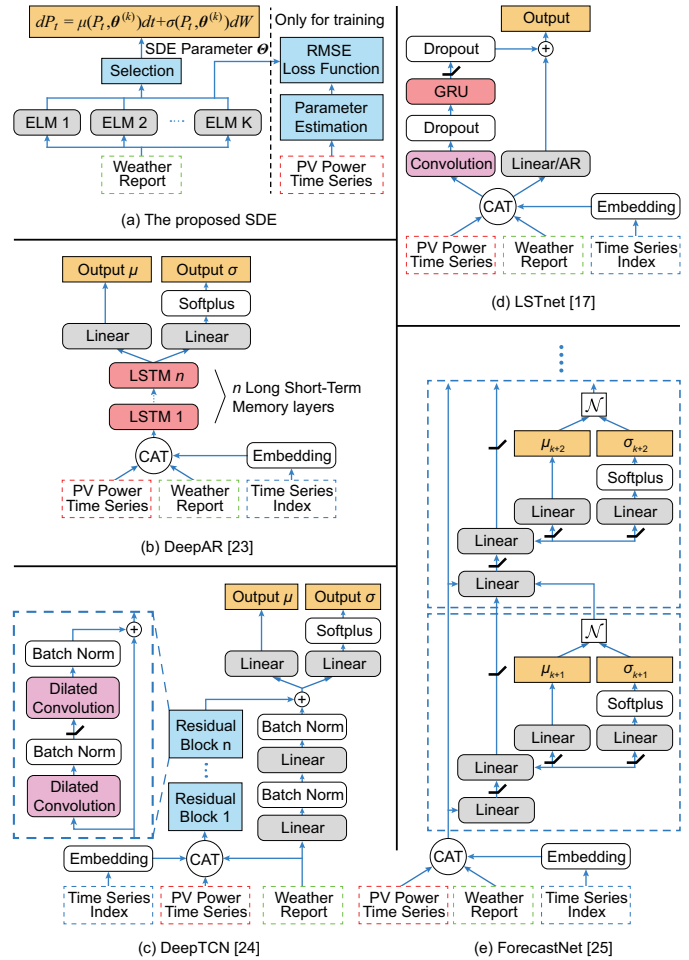 dP_t = μ(P_t,θ^(k))dt+σ(P_t,θ^(k))dW
SDE Parameter Θ
Selection
ELM 1
ELM 2
ELM K
Weather
Report
Only for training
RMSE
Loss Function
Parameter
Estimation
PV Power
Time Series
(a) The proposed SDE
Output μ
Output σ
Softplus
Linear
Linear
LSTM n
LSTM 1
n Long Short-Term
Memory layers
CAT
Embedding
PV Power
Time Series
Weather
Report
Time Series
Index
(b) DeepAR [23]
Output μ
Output σ
Softplus
Linear
Linear
+
Batch Norm
Dilated
Convolution
Batch Norm
Dilated
Convolution
+
Residual
Block n
Residual
Block 1
Batch Norm
Linear
Batch Norm
Linear
Embedding
CAT
Time Series
Index
PV Power
Time Series
Weather
Report
(c) DeepTCN [24]
Output
Dropout
+
GRU
Dropout
Convolution
Linear/AR
CAT
Embedding
PV Power
Time Series
Weather
Report
Time Series
Index
(d) LSTnet [17]
𝒩
μ_k+2
σ_k+2
Softplus
Linear
Linear
Linear
Linear
𝒩
μ_k+1
σ_k+1
Softplus
Linear
Linear
Linear
Linear
CAT
Embedding
PV Power
Time Series
Weather
Report
Time Series
Index
(e) ForecastNet [25]